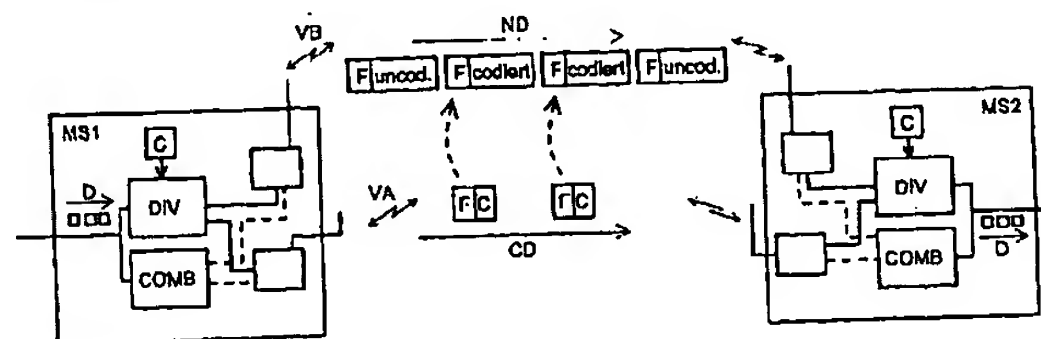 VB
ND
F uncod. F codiert F codiert F uncod.
MS1
MS2
C
C
D
DIV
VA
F C
F C
DIV
CD
COMB
COMB
D